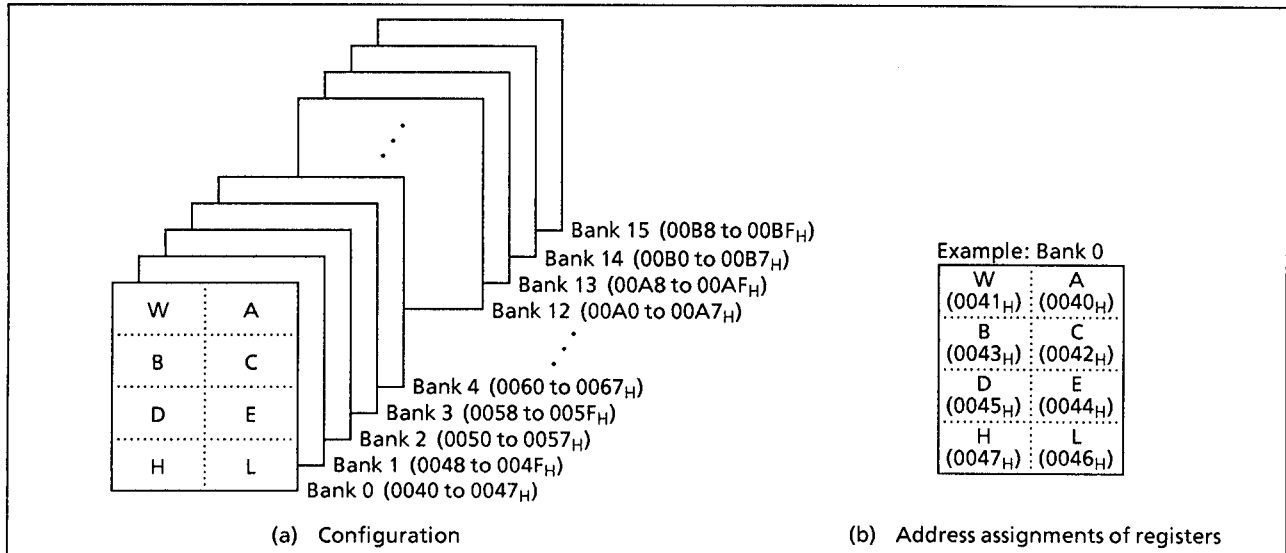 Bank 15 (00B8 to 00BFH)
Bank 14 (00B0 to 00B7H)
Bank 13 (00A8 to 00AFH)
Bank 12 (00A0 to 00A7H)
Bank 4 (0060 to 0067H)
Bank 3 (0058 to 005FH)
Bank 2 (0050 to 0057H)
Bank 1 (0048 to 004FH)
Bank 0 (0040 to 0047H)
W A
B C
D E
H L
(a) Configuration
Example: Bank 0
W A
(0041H) (0040H)
B C
(0043H) (0042H)
D E
(0045H) (0044H)
H L
(0047H) (0046H)
(b) Address assignments of registers